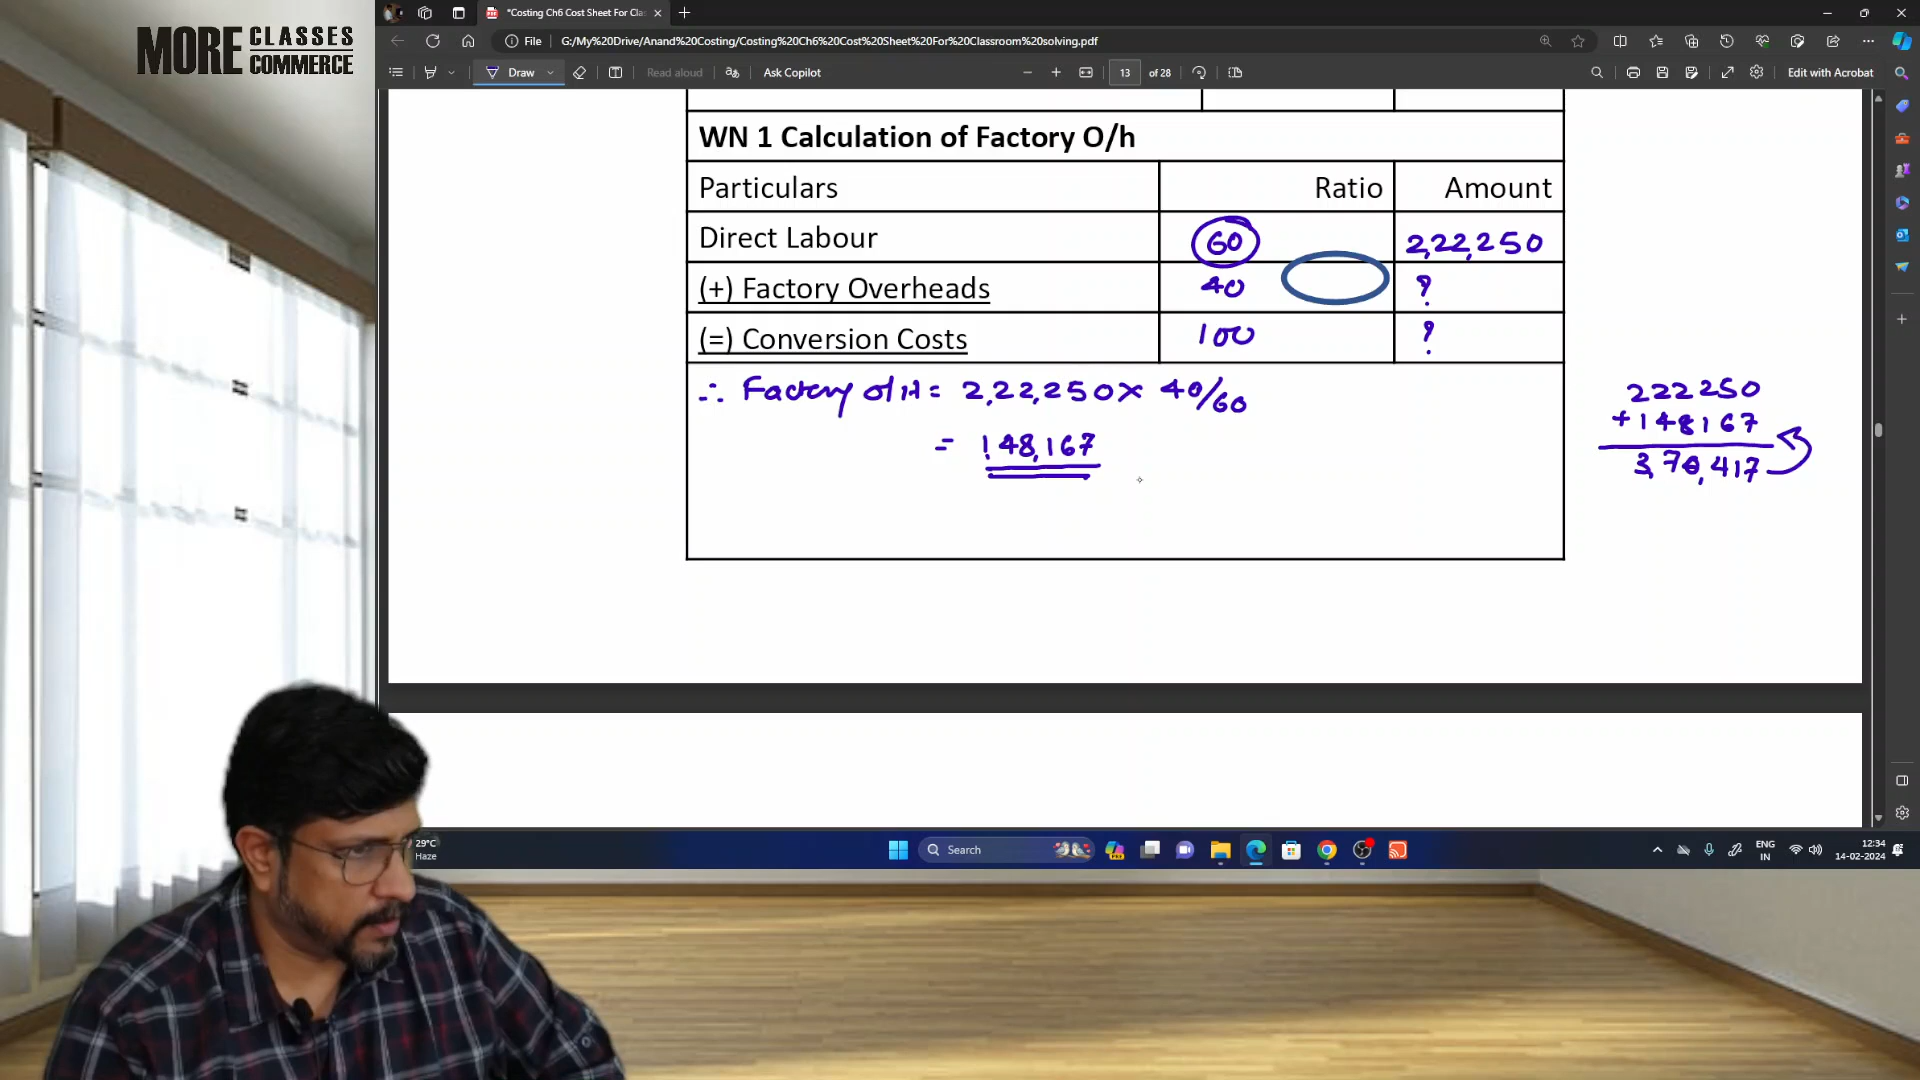 MORE CLASSES COMMERCE
*Costing Ch6 Cost Sheet For Cla
File G:/My%20Drive/Anand%20Costing/Costing%20Ch6%20Cost%20Sheet%20For%20Classroom%20solving.pdf
Draw Read aloud Ask Copilot 13 of 28 Edit with Acrobat
WN 1 Calculation of Factory O/h
Particulars Ratio Amount
Direct Labour 60 2,22,250
(+) Factory Overheads 40 ?
(=) Conversion Costs 100 ?
∴ Factory o/H = 2,22,250 × 40/60
= 1,48,167
222250
+148167
3,70,417
29°C
Haze
Search
ENG
IN
12:34
14-02-2024